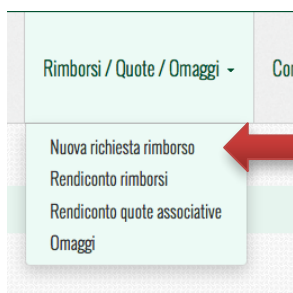 Rimborsi / Quote / Omaggi
Nuova richiesta rimborso
Rendiconto rimborsi
Rendiconto quote associative
Omaggi